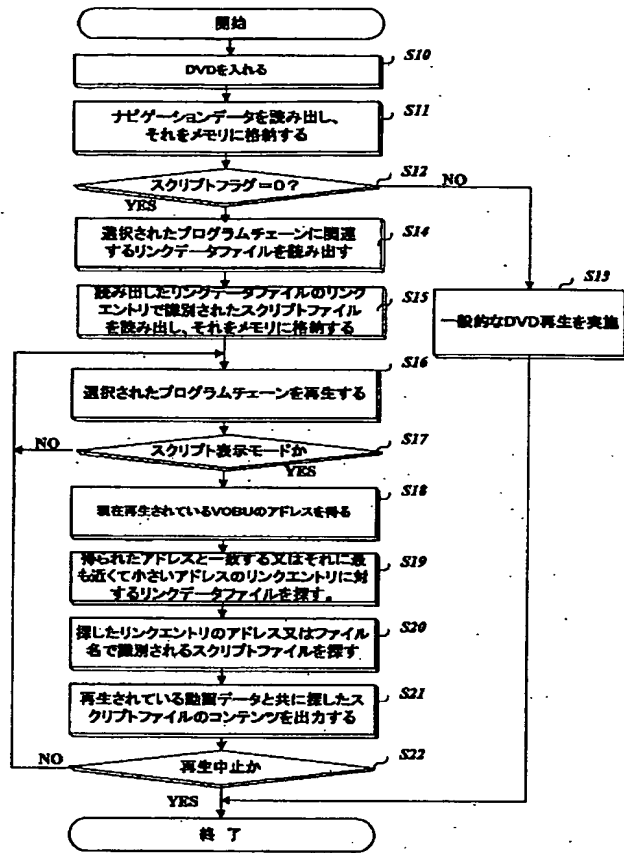 開始
S10
DVDを入れる
S11
ナビゲーションデータを読み出し、
それをメモリに格納する
S12
スクリプトフラグ=0?
NO
YES
S14
選択されたプログラムチェーンに関連
するリンクデータファイルを読み出す
S13
一般的なDVD再生を実施
S15
読み出したリンクデータファイルのリンク
エントリで識別されたスクリプトファイル
を読み出し、それをメモリに格納する
S16
選択されたプログラムチェーンを再生する
S17
NO
スクリプト表示モードか
YES
S18
現在再生されているVOBUのアドレスを得る
S19
得られたアドレスと一致する又はそれに最
も近くて小さいアドレスのリンクエントリに対
するリンクデータファイルを探す。
S20
探したリンクエントリのアドレス又はファイル
名で識別されるスクリプトファイルを探す
S21
再生されている動画データと共に探したス
クリプトファイルのコンテンツを出力する
S22
NO
再生中止か
YES
終了